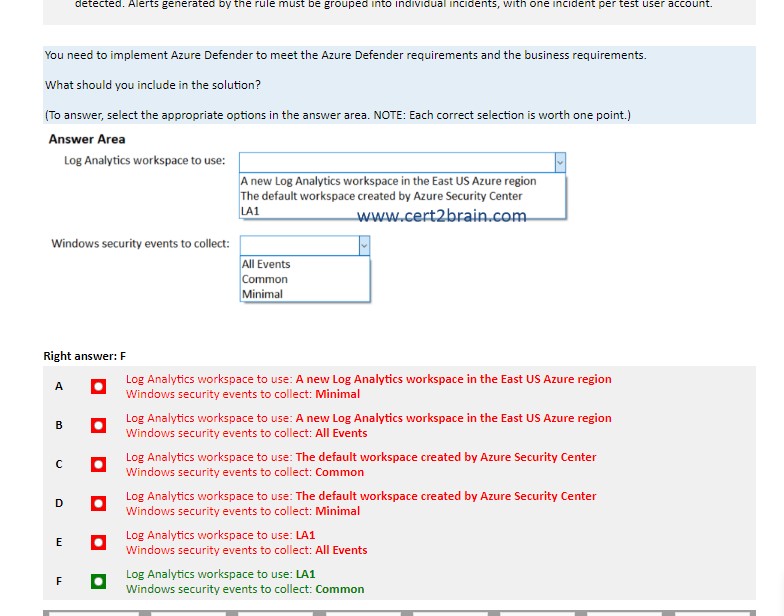 detected. Alerts generated by the rule must be grouped into individual incidents, with one incident per test user account.
You need to implement Azure Defender to meet the Azure Defender requirements and the business requirements.
What should you include in the solution?
(To answer, select the appropriate options in the answer area. NOTE: Each correct selection is worth one point.)
Answer Area
Log Analytics workspace to use:
A new Log Analytics workspace in the East US Azure region
The default workspace created by Azure Security Center
LA1
www.cert2brain.com
Windows security events to collect:
All Events
Common
Minimal
Right answer: F
A
Log Analytics workspace to use: A new Log Analytics workspace in the East US Azure region
Windows security events to collect: Minimal
B
Log Analytics workspace to use: A new Log Analytics workspace in the East US Azure region
Windows security events to collect: All Events
C
Log Analytics workspace to use: The default workspace created by Azure Security Center
Windows security events to collect: Common
D
Log Analytics workspace to use: The default workspace created by Azure Security Center
Windows security events to collect: Minimal
E
Log Analytics workspace to use: LA1
Windows security events to collect: All Events
F
Log Analytics workspace to use: LA1
Windows security events to collect: Common